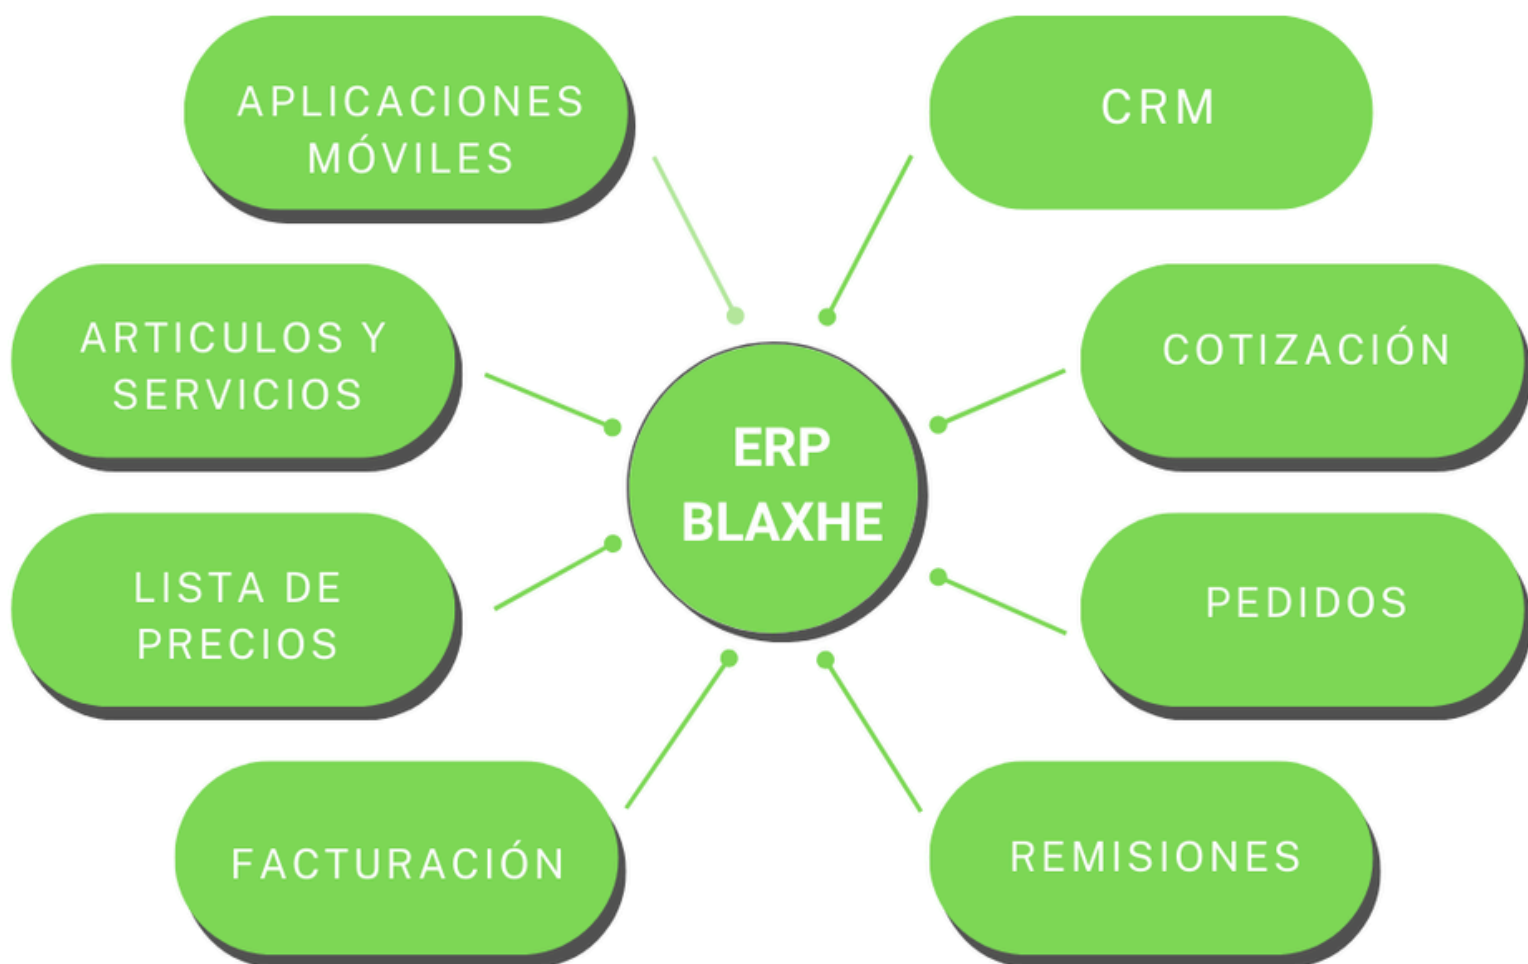 APLICACIONES
MÓVILES
CRM
ARTICULOS Y
SERVICIOS
COTIZACIÓN
ERP
BLAXHE
LISTA DE
PRECIOS
PEDIDOS
FACTURACIÓN
REMISIONES